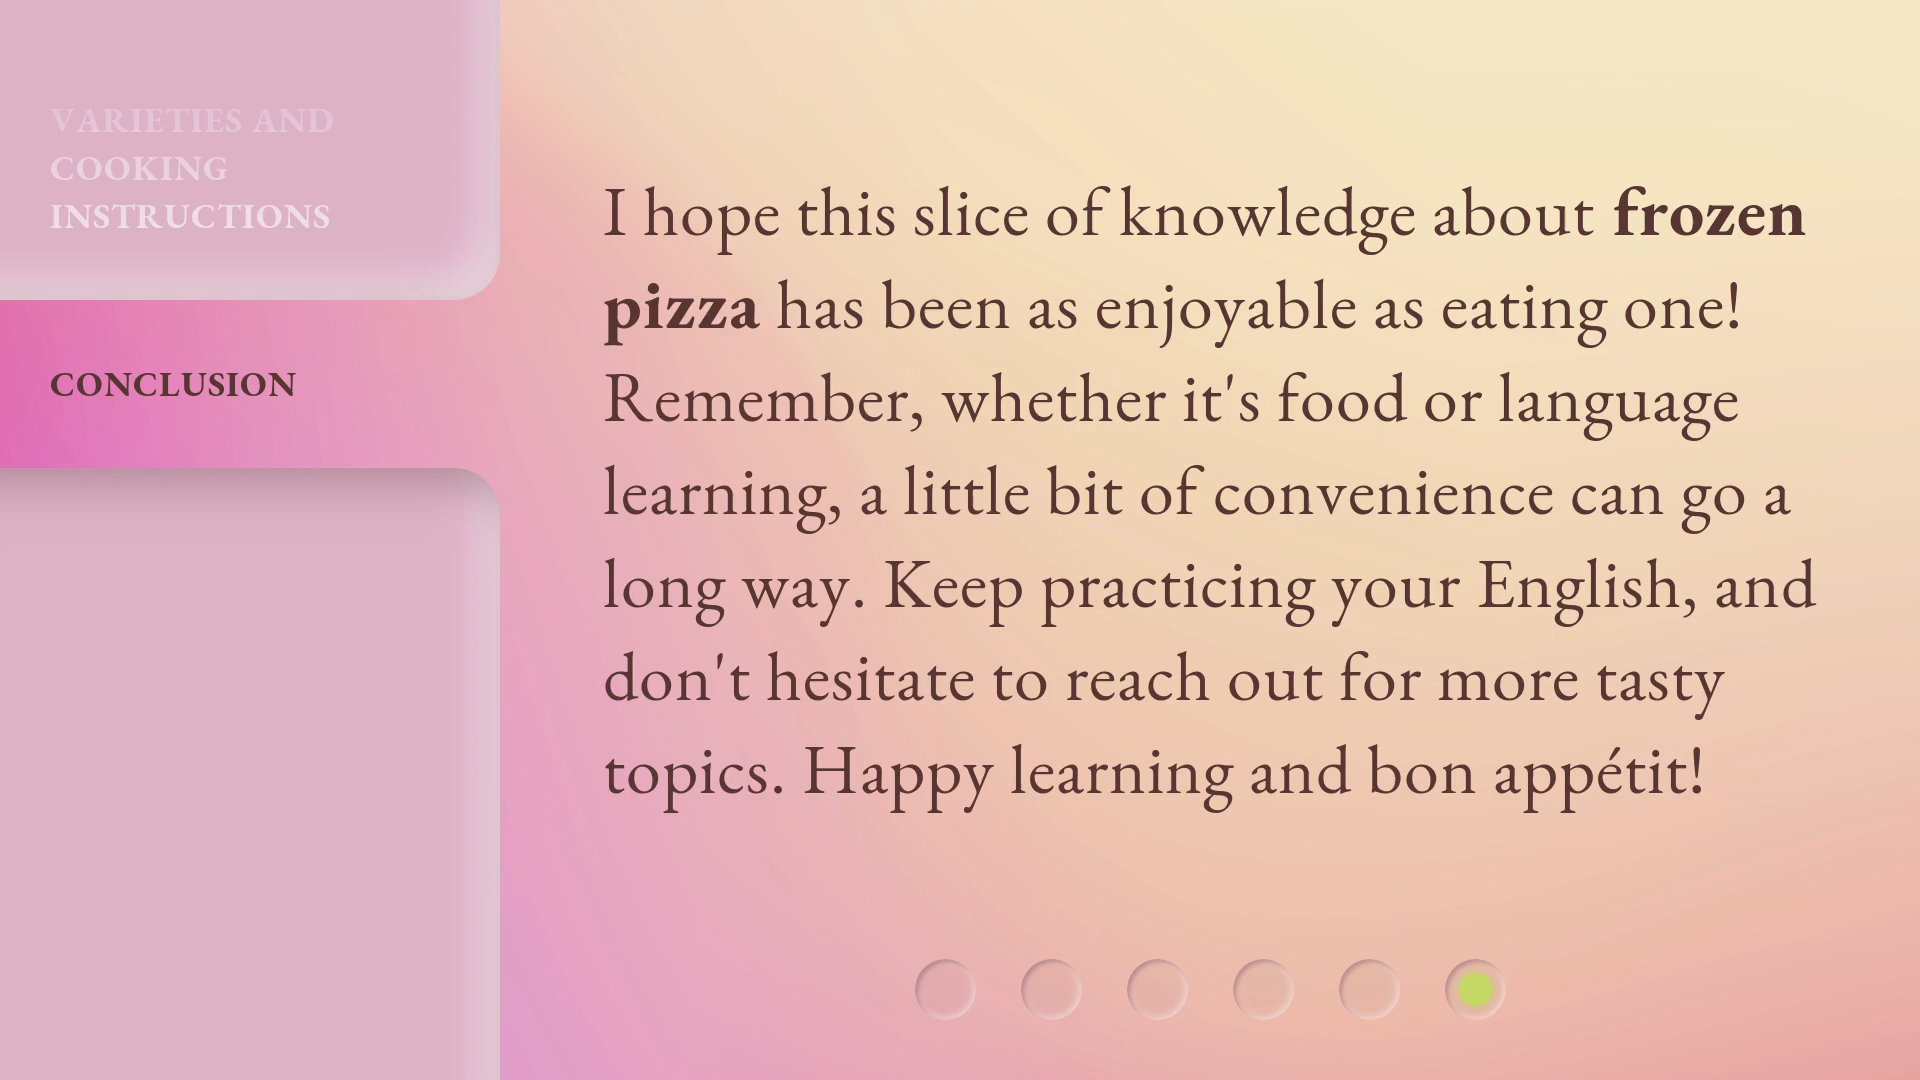 VARIETIES AND
COOKING
INSTRUCTIONS
CONCLUSION
I hope this slice of knowledge about frozen
pizza has been as enjoyable as eating one!
Remember, whether it's food or language
learning, a little bit of convenience can go a
long way. Keep practicing your English, and
don't hesitate to reach out for more tasty
topics. Happy learning and bon appétit!